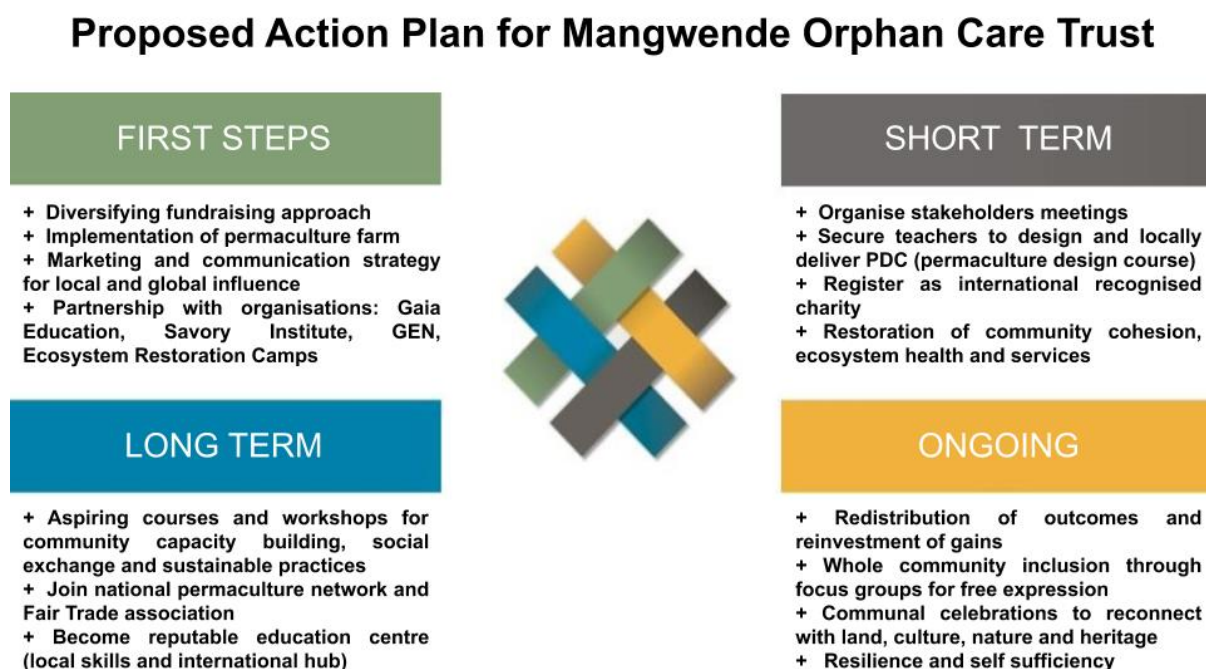 Proposed Action Plan for Mangwende Orphan Care Trust
FIRST STEPS
+ Diversifying fundraising approach
+ Implementation of permaculture farm
+ Marketing and communication strategy
for local and global influence
+ Partnership with organisations: Gaia
Education, Savory Institute, GEN,
Ecosystem Restoration Camps
SHORT TERM
+ Organise stakeholders meetings
+ Secure teachers to design and locally
deliver PDC (permaculture design course)
+ Register as international recognised
charity
+ Restoration of community cohesion,
ecosystem health and services
LONG TERM
+ Aspiring courses and workshops for
community capacity building, social
exchange and sustainable practices
+ Join national permaculture network and
Fair Trade association
+ Become reputable education centre
(local skills and international hub)
ONGOING
+ Redistribution of outcomes and
reinvestment of gains
+ Whole community inclusion through
focus groups for free expression
+ Communal celebrations to reconnect
with land, culture, nature and heritage
+ Resilience and self sufficiency